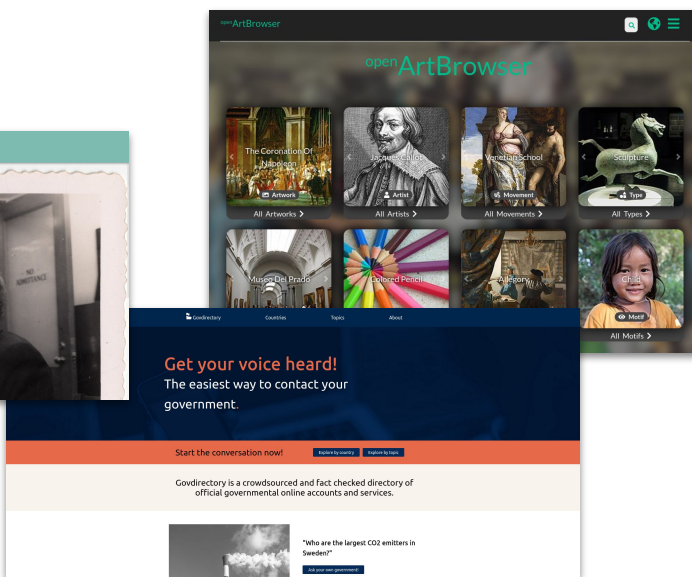 openArtBrowser
openArtBrowser
The Coronation Of
Napoleon
Artwork
All Artworks
Jacques Callot
Artist
All Artists
Venetian School
Movement
All Movements
Sculpture
Type
All Types
Museo Del Prado
Colored Pencil
Allegory
Child
Motif
All Motifs
NO
ADMITTANCE
Govdirectory
Countries
Topics
About
Get your voice heard!
The easiest way to contact your
government.
Start the conversation now!
Explore by country
Explore by topic
Govdirectory is a crowdsourced and fact checked directory of
official governmental online accounts and services.
"Who are the largest CO2 emitters in
Sweden?"
Ask your own government!